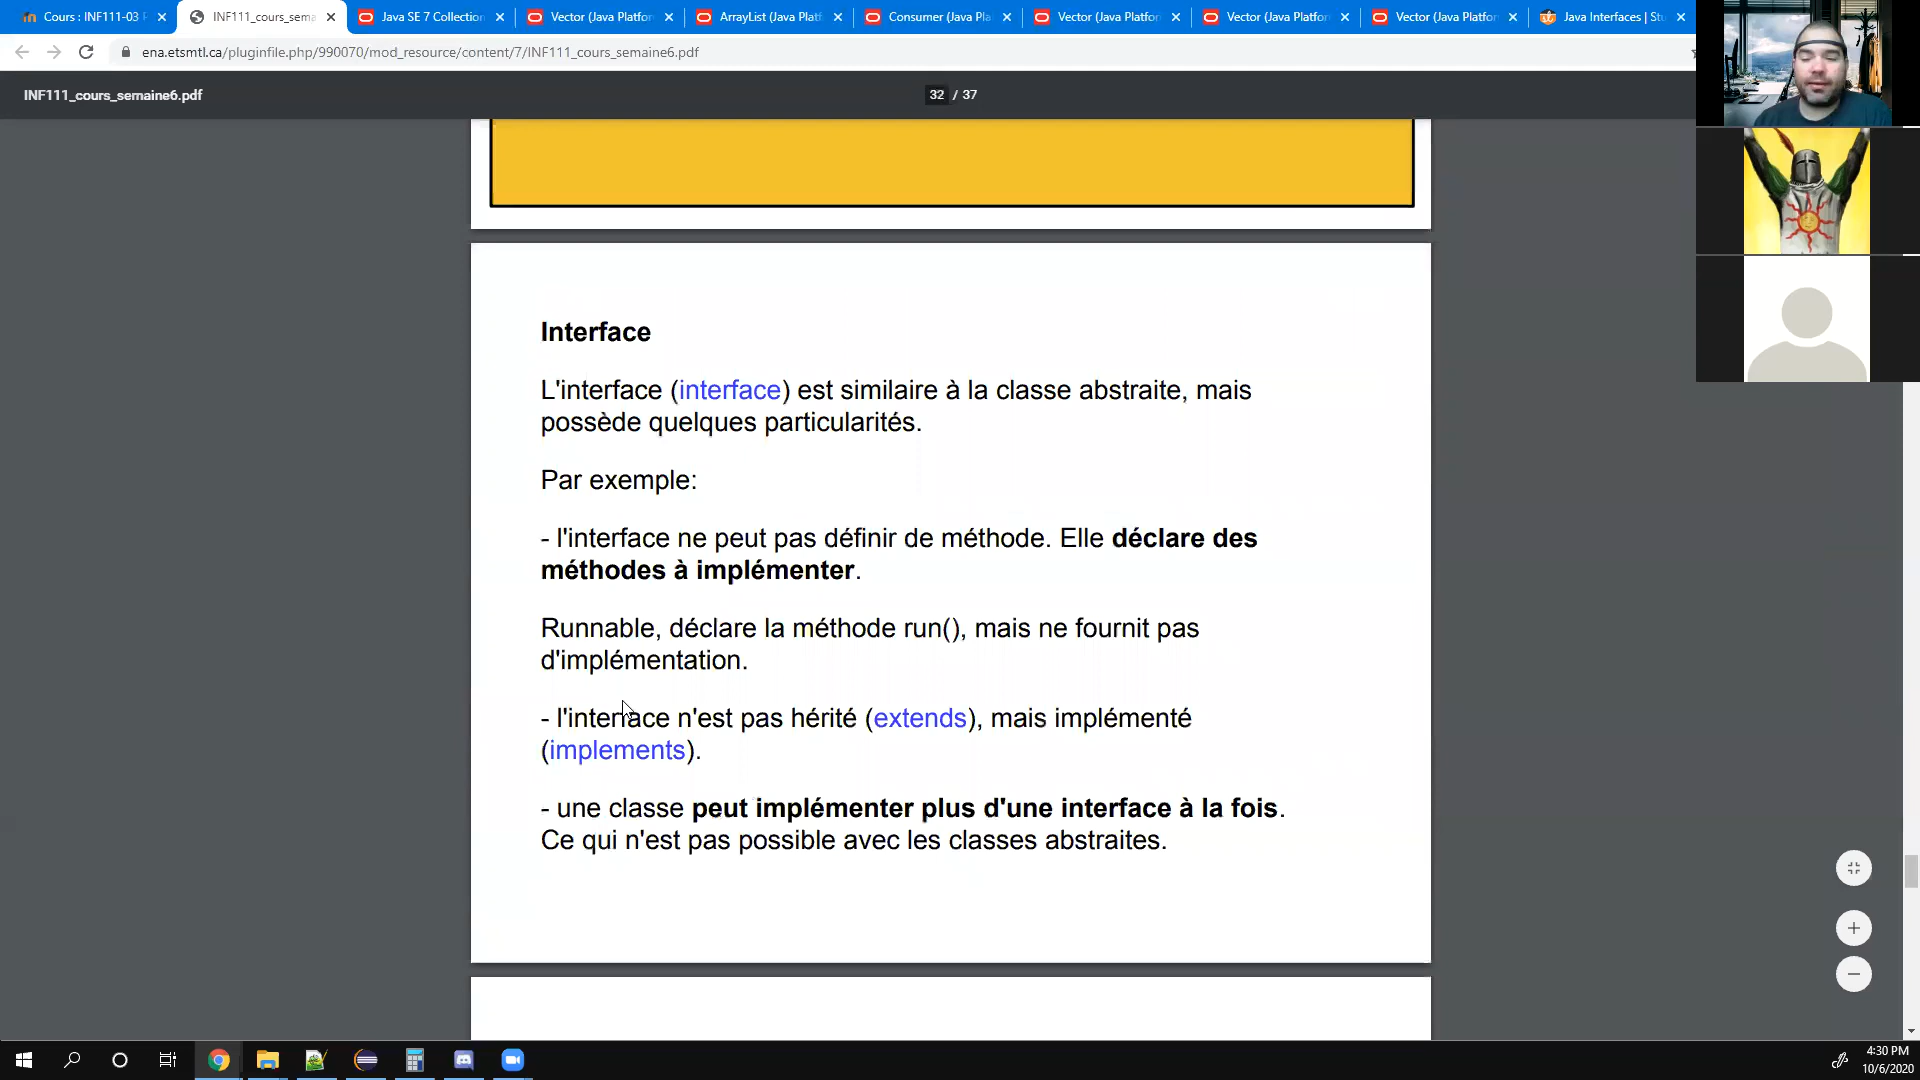 Cours : INF111-03 P
INF111_cours_sema
Java SE 7 Collection
Vector (Java Platfor
ArrayList (Java Platf
Consumer (Java Pla
Vector (Java Platfor
Vector (Java Platfor
Vector (Java Platfor
Java Interfaces | Stu
ena.etsmtl.ca/pluginfile.php/990070/mod_resource/content/7/INF111_cours_semaine6.pdf
INF111_cours_semaine6.pdf
32 / 37
Interface
L'interface (interface) est similaire à la classe abstraite, mais
possède quelques particularités.
Par exemple:
- l'interface ne peut pas définir de méthode. Elle déclare des
méthodes à implémenter.
Runnable, déclare la méthode run(), mais ne fournit pas
d'implémentation.
- l'interface n'est pas hérité (extends), mais implémenté
(implements).
- une classe peut implémenter plus d'une interface à la fois.
Ce qui n'est pas possible avec les classes abstraites.
4:30 PM
10/6/2020